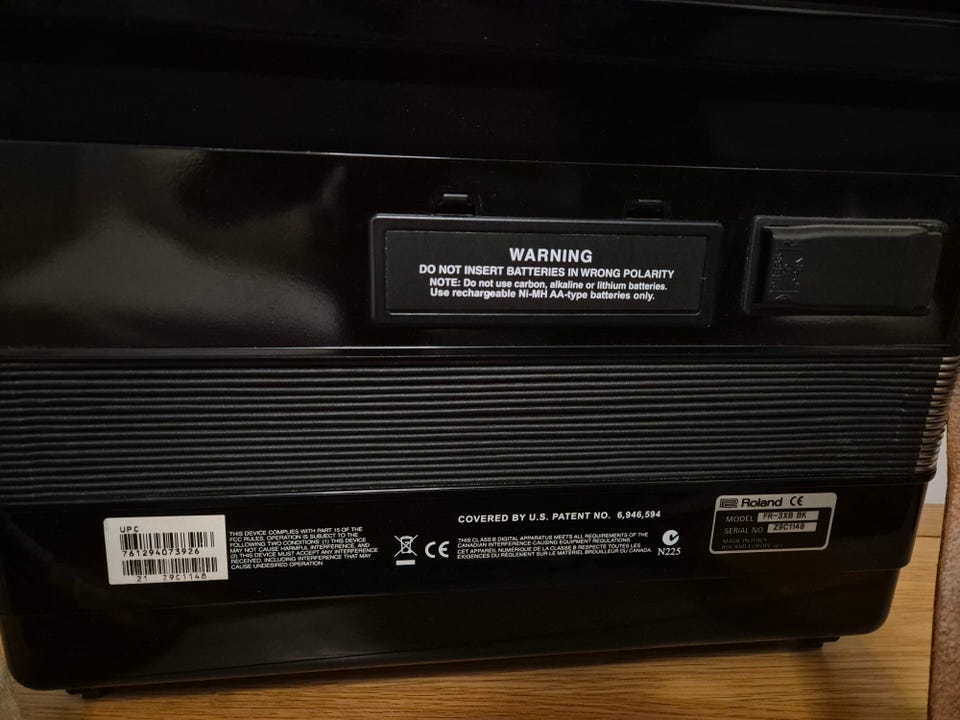 WARNING
DO NOT INSERT BATTERIES IN WRONG POLARITY
NOTE: Do not use carbon, alkaline or lithium batteries.
Use rechargeable Ni-MH AA-type batteries only.
UPC
761294073926
21 Z9C1148
THIS DEVICE COMPLIES WITH PART 15 OF THE
FCC RULES. OPERATION IS SUBJECT TO THE
FOLLOWING TWO CONDITIONS: (1) THIS DEVICE
MAY NOT CAUSE HARMFUL INTERFERENCE, AND
(2) THIS DEVICE MUST ACCEPT ANY INTERFERENCE
RECEIVED, INCLUDING INTERFERENCE THAT MAY
CAUSE UNDESIRED OPERATION
CE
COVERED BY U.S. PATENT NO. 6,946,594
THIS CLASS B DIGITAL APPARATUS MEETS ALL REQUIREMENTS OF THE
CANADIAN INTERFERENCE CAUSING EQUIPMENT REGULATIONS.
CET APPAREIL NUMÉRIQUE DE LA CLASSE B RESPECTE TOUTES LES
EXIGENCES DU RÈGLEMENT SUR LE MATÉRIEL BROUILLEUR DU CANADA.
N225
Roland CE
MODEL FR-3XB BK
SERIAL NO Z9C1148
MADE IN ITALY
ROLAND EUROPE spa